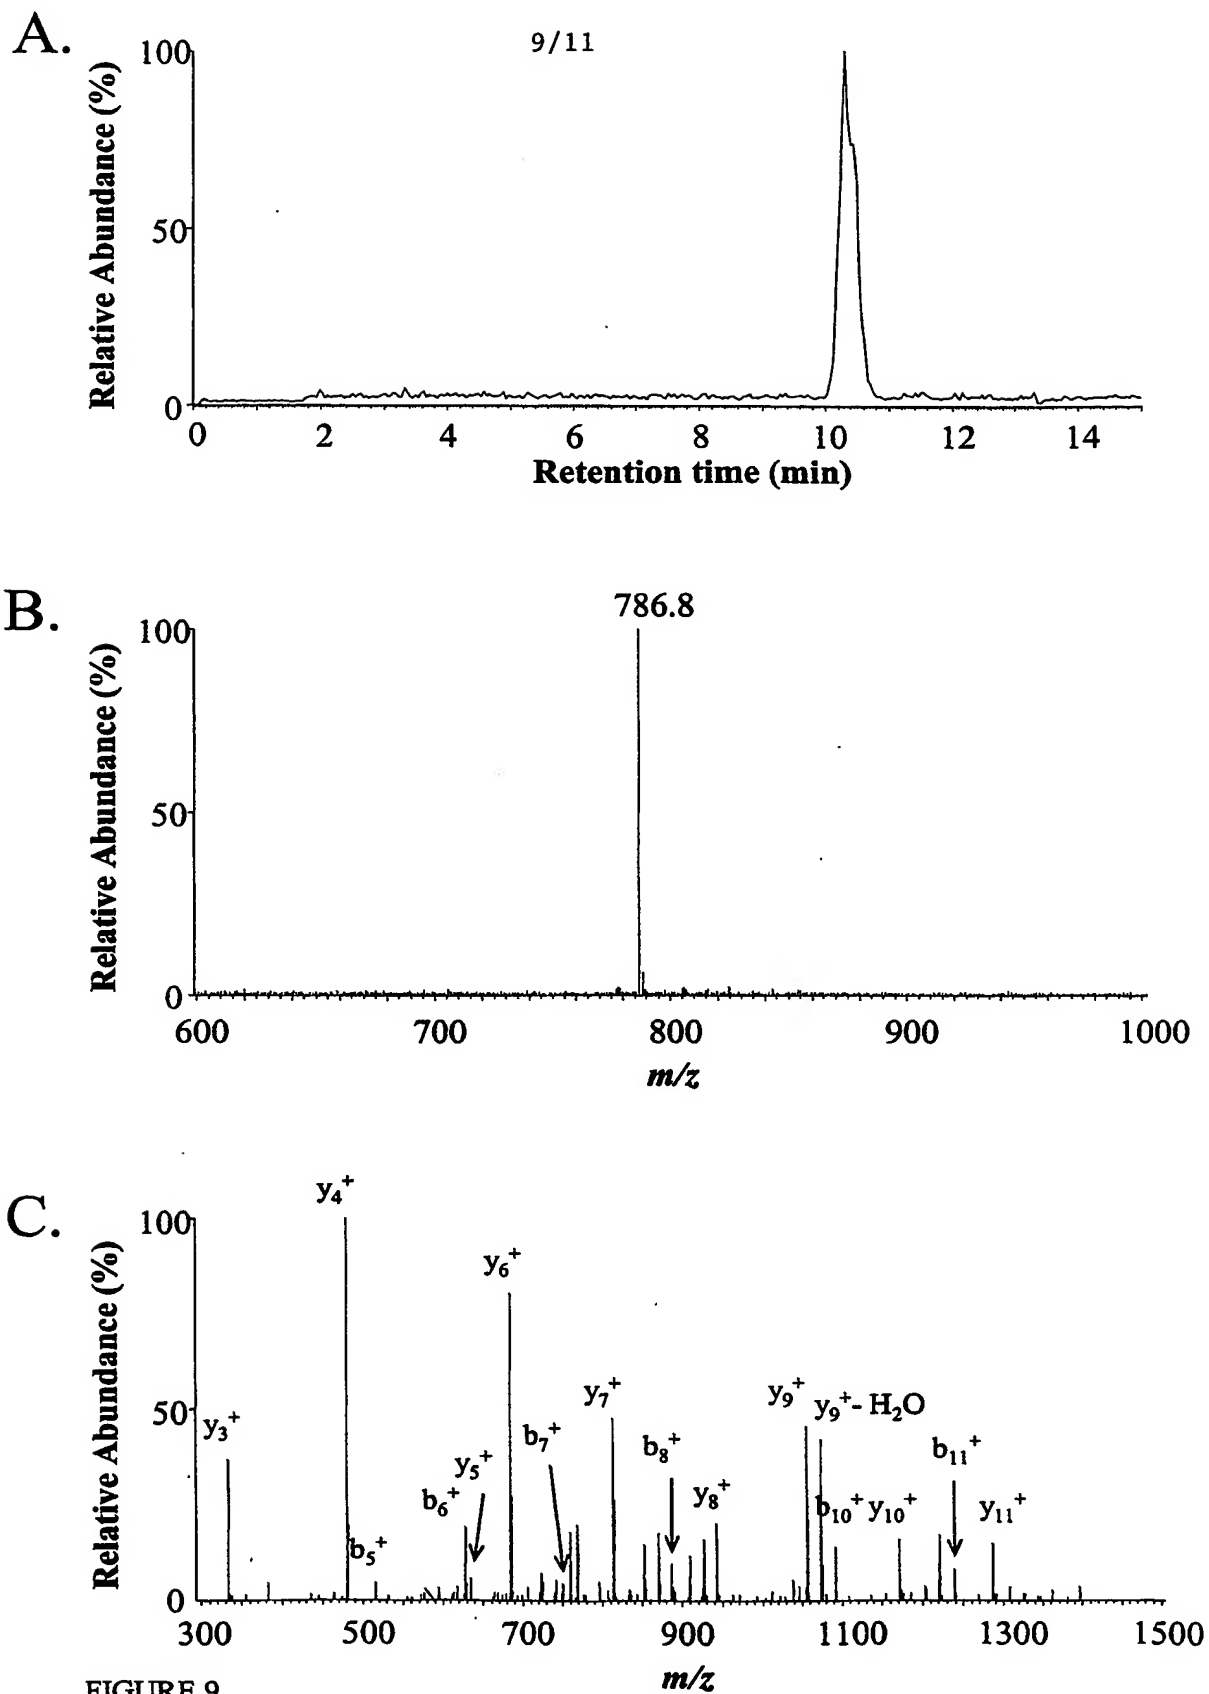 9/11
A.
Relative Abundance (%)
100
50
0
0 2 4 6 8 10 12 14
Retention time (min)
B.
786.8
Relative Abundance (%)
100
50
0
600 700 800 900 1000
m/z
C.
Relative Abundance (%)
100
50
0
y₃⁺
y₄⁺
b₅⁺
b₆⁺
y₅⁺
y₆⁺
b₇⁺
y₇⁺
b₈⁺
y₈⁺
y₉⁺
y₉⁺- H₂O
b₁₀⁺
y₁₀⁺
b₁₁⁺
y₁₁⁺
300 500 700 900 1100 1300 1500
m/z
FIGURE 9